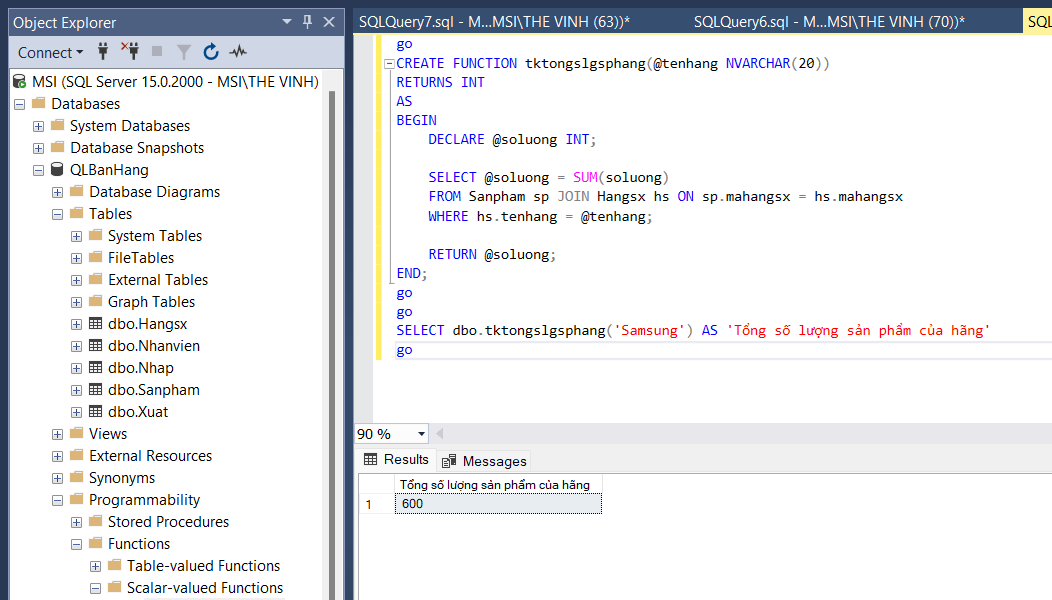 Object Explorer
Connect
MSI (SQL Server 15.0.2000 - MSI\THE VINH)
Databases
System Databases
Database Snapshots
QLBanHang
Database Diagrams
Tables
System Tables
FileTables
External Tables
Graph Tables
dbo.Hangsx
dbo.Nhanvien
dbo.Nhap
dbo.Sanpham
dbo.Xuat
Views
External Resources
Synonyms
Programmability
Stored Procedures
Functions
Table-valued Functions
Scalar-valued Functions
SQLQuery7.sql - M...MSI\THE VINH (63))* SQLQuery6.sql - M...MSI\THE VINH (70))* SQL
go
CREATE FUNCTION tktongslgsphang(@tenhang NVARCHAR(20))
RETURNS INT
AS
BEGIN
DECLARE @soluong INT;
SELECT @soluong = SUM(soluong)
FROM Sanpham sp JOIN Hangsx hs ON sp.mahangsx = hs.mahangsx
WHERE hs.tenhang = @tenhang;
RETURN @soluong;
END;
go
go
SELECT dbo.tktongslgsphang('Samsung') AS 'Tổng số lượng sản phẩm của hãng'
go
90 %
Results Messages
Tổng số lượng sản phẩm của hãng
1 600